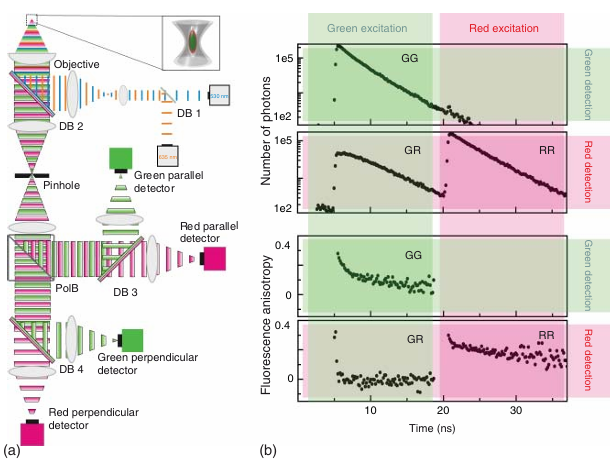 Objective
DB 2
DB 1
530 nm
Pinhole
Green parallel
detector
Red parallel
detector
PolB
DB 3
DB 4
Green perpendicular
detector
Red perpendicular
detector
(a)
Green excitation
Red excitation
Number of photons
1e5
1e2
GG
Green detection
1e5
1e2
GR
RR
Red detection
Fluorescence anisotropy
0.4
0
GG
Green detection
0.4
0
GR
RR
Red detection
10
20
30
Time (ns)
(b)